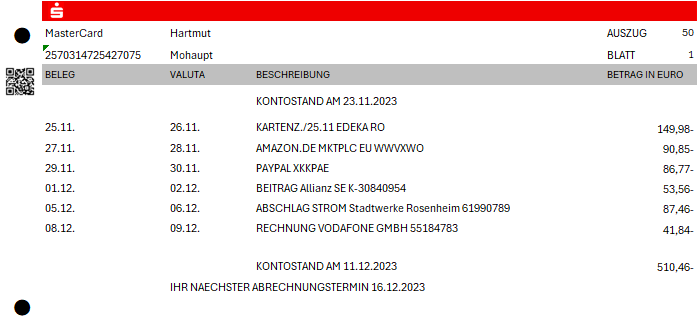 MasterCard Hartmut AUSZUG 50
2570314725427075 Mohaupt BLATT 1
BELEG VALUTA BESCHREIBUNG BETRAG IN EURO
KONTOSTAND AM 23.11.2023
25.11. 26.11. KARTENZ./25.11 EDEKA RO 149,98-
27.11. 28.11. AMAZON.DE MKTPLC EU WWVXWO 90,85-
29.11. 30.11. PAYPAL XKKPAE 86,77-
01.12. 02.12. BEITRAG Allianz SE K-30840954 53,56-
05.12. 06.12. ABSCHLAG STROM Stadtwerke Rosenheim 61990789 87,46-
08.12. 09.12. RECHNUNG VODAFONE GMBH 55184783 41,84-
KONTOSTAND AM 11.12.2023 510,46-
IHR NAECHSTER ABRECHNUNGSTERMIN 16.12.2023